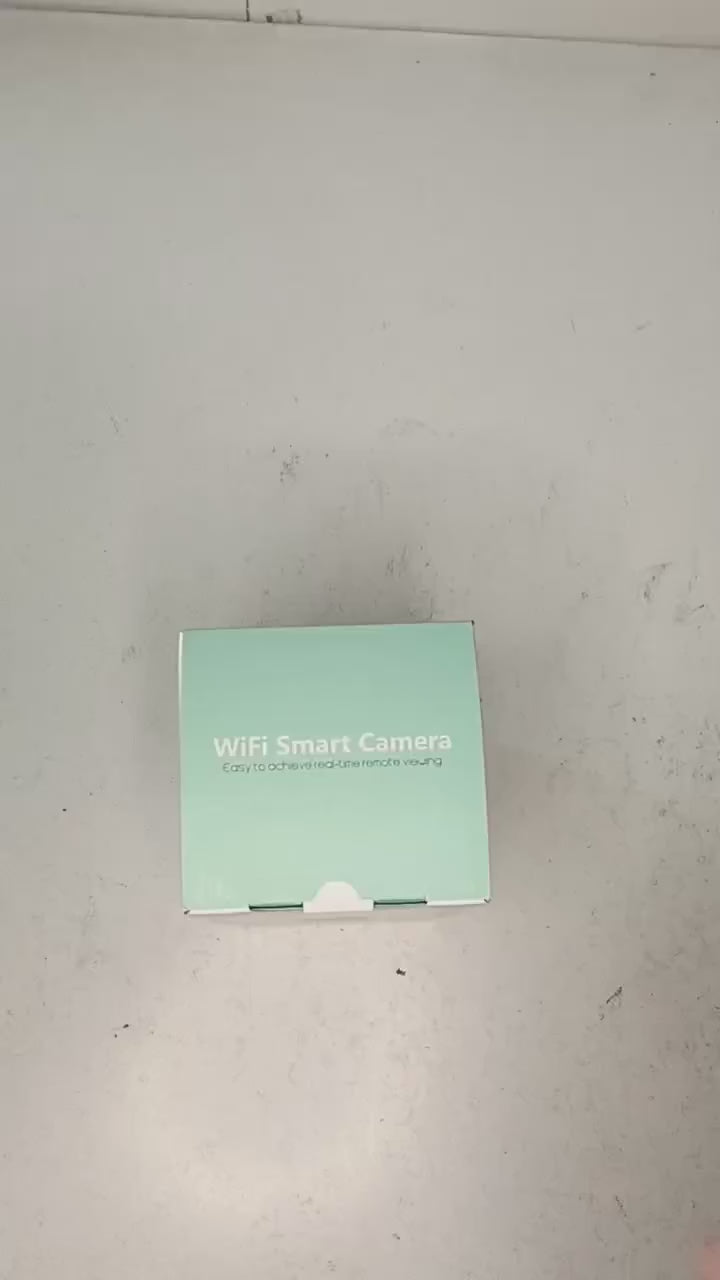 WiFi Smart Camera
Easy to achieve real-time remote viewing